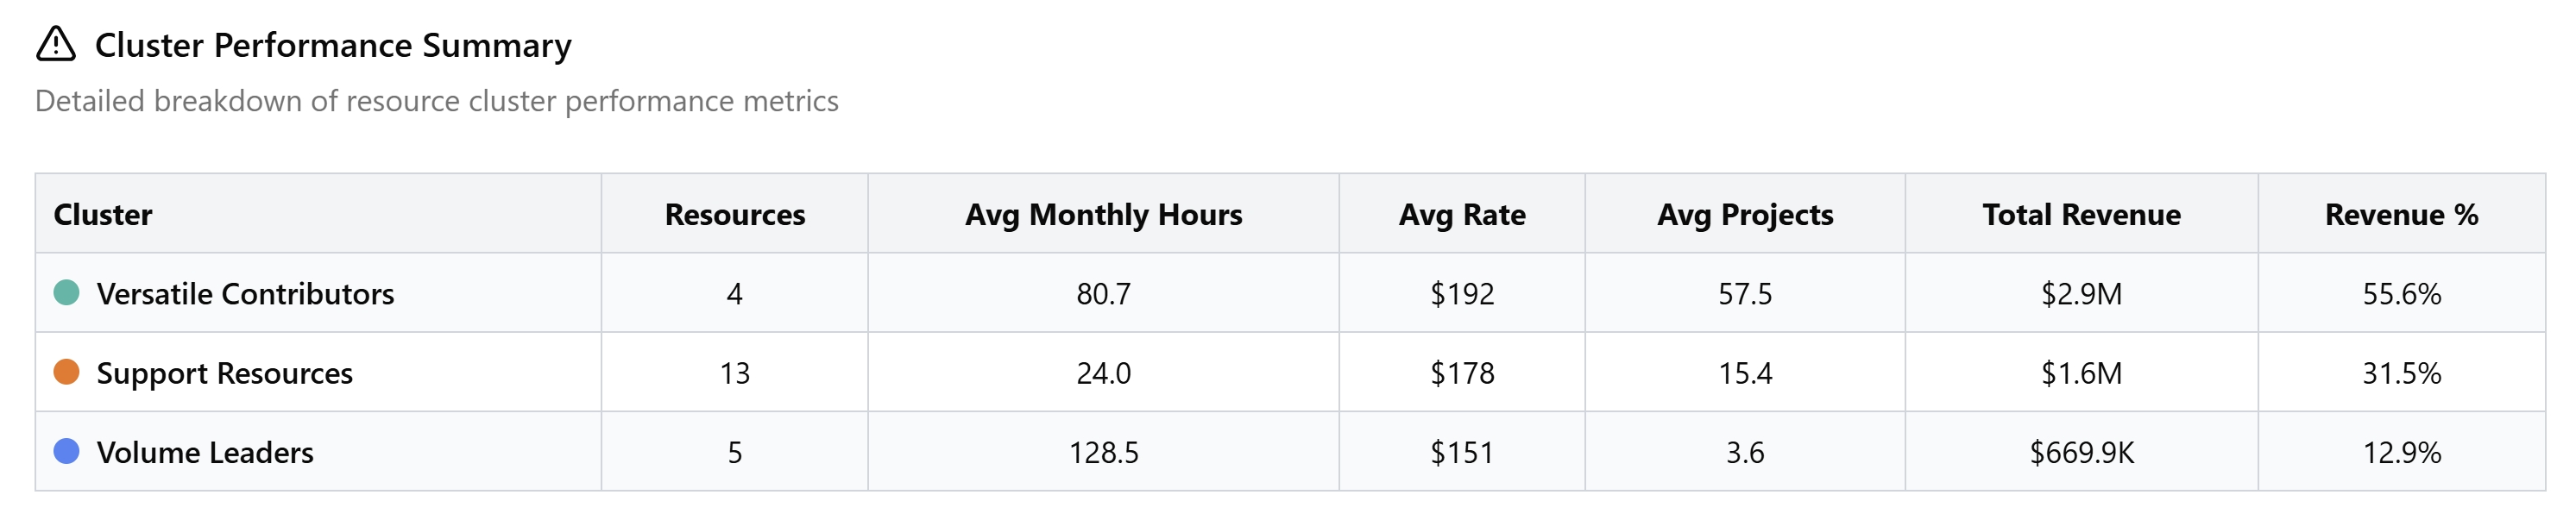 Cluster Performance Summary
Detailed breakdown of resource cluster performance metrics
Cluster Resources Avg Monthly Hours Avg Rate Avg Projects Total Revenue Revenue %
Versatile Contributors 4 80.7 $192 57.5 $2.9M 55.6%
Support Resources 13 24.0 $178 15.4 $1.6M 31.5%
Volume Leaders 5 128.5 $151 3.6 $669.9K 12.9%